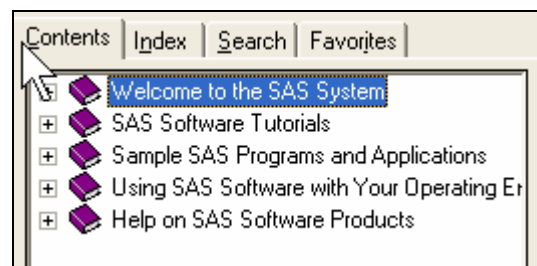 Contents Index Search Favorites
Welcome to the SAS System
SAS Software Tutorials
Sample SAS Programs and Applications
Using SAS Software with Your Operating Er
Help on SAS Software Products